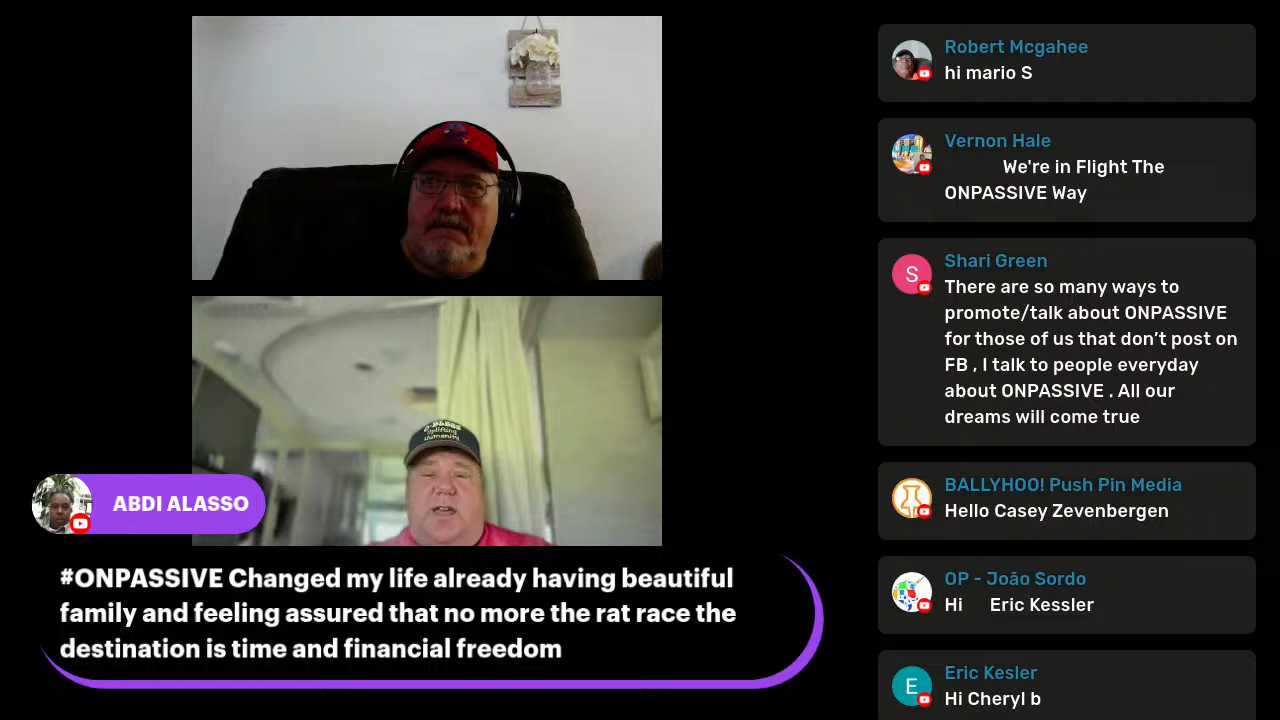 Robert Mcgahee
hi mario S
Vernon Hale
We're in Flight The
ONPASSIVE Way
Shari Green
S
There are so many ways to
promote/talk about ONPASSIVE
for those of us that don’t post on
FB , I talk to people everyday
about ONPASSIVE . All our
dreams will come true
BALLYHOO! Push Pin Media
Hello Casey Zevenbergen
OP - João Sordo
Hi Eric Kessler
Eric Kesler
E
Hi Cheryl b
Uplifting
Humanity
ABDI ALASSO
#ONPASSIVE Changed my life already having beautiful
family and feeling assured that no more the rat race the
destination is time and financial freedom